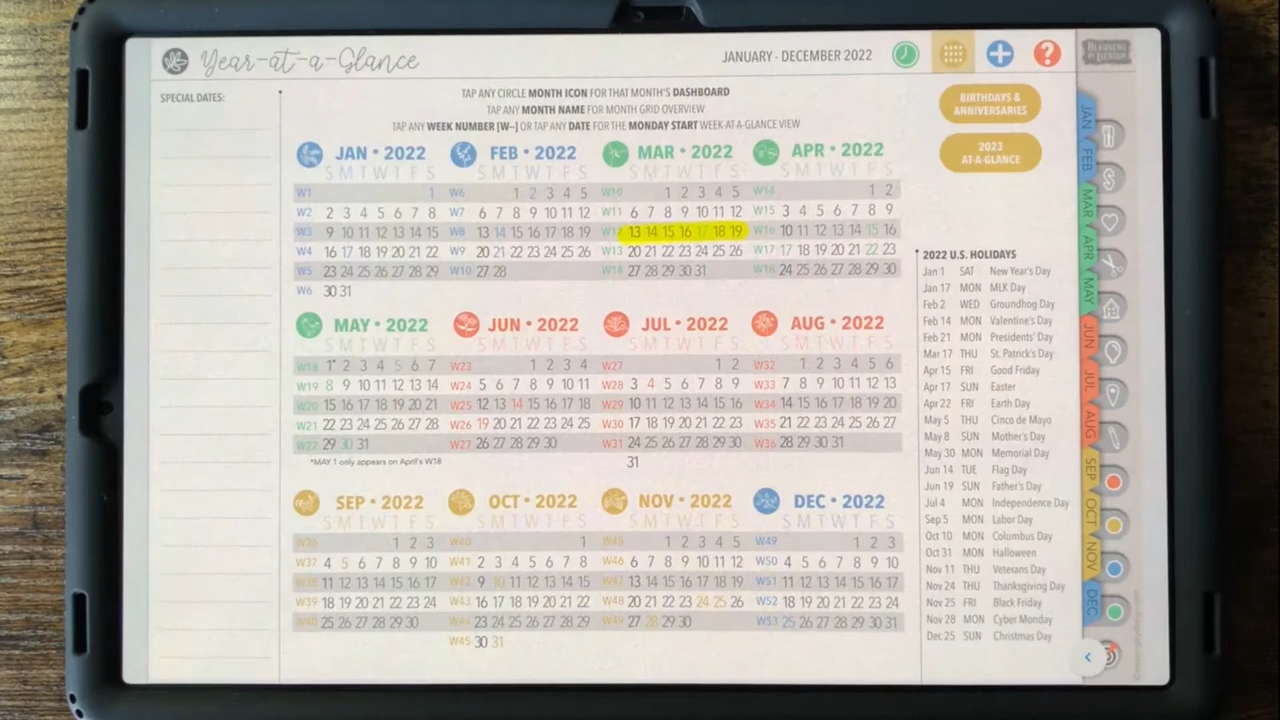 Year-at-a-Glance
JANUARY - DECEMBER 2022
?
BLESSING
BY DESIGN
SPECIAL DATES:
TAP ANY CIRCLE MONTH ICON FOR THAT MONTH'S DASHBOARD
TAP ANY MONTH NAME FOR MONTH GRID OVERVIEW
TAP ANY WEEK NUMBER [W--] OR TAP ANY DATE FOR THE MONDAY START WEEK-AT-A-GLANCE VIEW
BIRTHDAYS &
ANNIVERSARIES
2023
AT-A-GLANCE
JAN • 2022 FEB • 2022 MAR • 2022 APR • 2022
S M T W T F S S M T W T F S S M T W T F S S M T W T F S
W1 1 W6 1 2 3 4 5 W10 1 2 3 4 5 W14 1 2
W2 2 3 4 5 6 7 8 W7 6 7 8 9 10 11 12 W11 6 7 8 9 10 11 12 W15 3 4 5 6 7 8 9
W3 9 10 11 12 13 14 15 W8 13 14 15 16 17 18 19 W12 13 14 15 16 17 18 19 W16 10 11 12 13 14 15 16
W4 16 17 18 19 20 21 22 W9 20 21 22 23 24 25 26 W13 20 21 22 23 24 25 26 W17 17 18 19 20 21 22 23
W5 23 24 25 26 27 28 29 W10 27 28 W14 27 28 29 30 31 W18 24 25 26 27 28 29 30
W6 30 31
MAY • 2022 JUN • 2022 JUL • 2022 AUG • 2022
S M T W T F S S M T W T F S S M T W T F S S M T W T F S
W18 1* 2 3 4 5 6 7 W23 1 2 3 4 W27 1 2 W32 1 2 3 4 5 6
W19 8 9 10 11 12 13 14 W24 5 6 7 8 9 10 11 W28 3 4 5 6 7 8 9 W33 7 8 9 10 11 12 13
W20 15 16 17 18 19 20 21 W25 12 13 14 15 16 17 18 W29 10 11 12 13 14 15 16 W34 14 15 16 17 18 19 20
W21 22 23 24 25 26 27 28 W26 19 20 21 22 23 24 25 W30 17 18 19 20 21 22 23 W35 21 22 23 24 25 26 27
W22 29 30 31 W27 26 27 28 29 30 W31 24 25 26 27 28 29 30 W36 28 29 30 31
*MAY 1 only appears on April's W18 31
SEP • 2022 OCT • 2022 NOV • 2022 DEC • 2022
S M T W T F S S M T W T F S S M T W T F S S M T W T F S
W36 1 2 3 W40 1 W45 1 2 3 4 5 W49 1 2 3
W37 4 5 6 7 8 9 10 W41 2 3 4 5 6 7 8 W46 6 7 8 9 10 11 12 W50 4 5 6 7 8 9 10
W38 11 12 13 14 15 16 17 W42 9 10 11 12 13 14 15 W47 13 14 15 16 17 18 19 W51 11 12 13 14 15 16 17
W39 18 19 20 21 22 23 24 W43 16 17 18 19 20 21 22 W48 20 21 22 23 24 25 26 W52 18 19 20 21 22 23 24
W40 25 26 27 28 29 30 W44 23 24 25 26 27 28 29 W49 27 28 29 30 W53 25 26 27 28 29 30 31
W45 30 31
2022 U.S. HOLIDAYS
Jan 1 SAT New Year's Day
Jan 17 MON MLK Day
Feb 2 WED Groundhog Day
Feb 14 MON Valentine's Day
Feb 21 MON Presidents' Day
Mar 17 THU St. Patrick's Day
Apr 15 FRI Good Friday
Apr 17 SUN Easter
Apr 22 FRI Earth Day
May 5 THU Cinco de Mayo
May 8 SUN Mother's Day
May 30 MON Memorial Day
Jun 14 TUE Flag Day
Jun 19 SUN Father's Day
Jul 4 MON Independence Day
Sep 5 MON Labor Day
Oct 10 MON Columbus Day
Oct 31 MON Halloween
Nov 11 THU Veterans Day
Nov 24 THU Thanksgiving Day
Nov 25 FRI Black Friday
Nov 28 MON Cyber Monday
Dec 25 SUN Christmas Day
JAN
FEB
MAR
APR
MAY
JUN
JUL
AUG
SEP
OCT
NOV
DEC